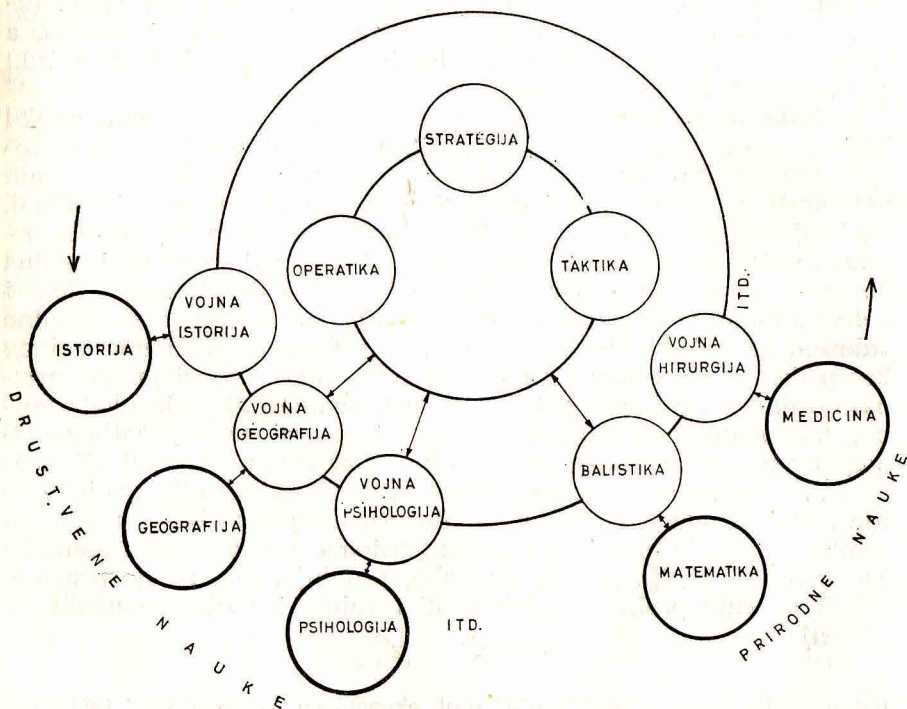 STRATEGIJA
OPERATIKA
TAKTIKA
ITD.
VOJNA
ISTORIJA
ISTORIJA
VOJNA
HIRURGIJA
MEDICINA
VOJNA
GEOGRAFIJA
GEOGRAFIJA
VOJNA
PSIHOLOGIJA
PSIHOLOGIJA
BALISTIKA
MATEMATIKA
ITD.
DRUSTVENE NAUKE
PRIRODNE NAUKE